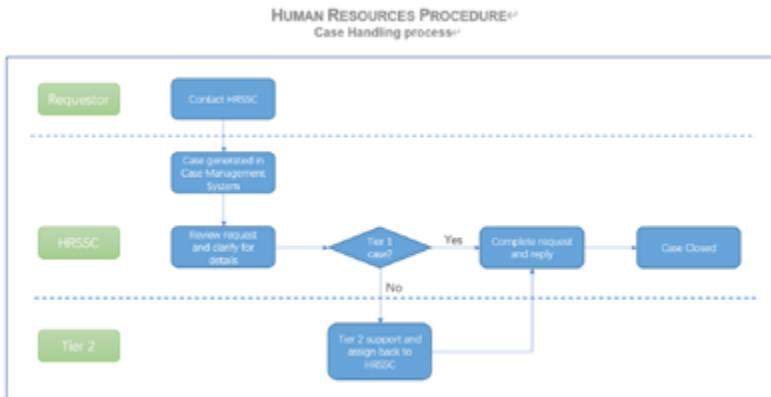 HUMAN RESOURCES PROCEDURE↵
Case Handling process↵
Requestor
Contact HRSSC
Case generated in
Case Management
System
HRSSC
Review request
and clarify for
details
Tier 1
case?
Yes
Complete request
and reply
Case Closed
No
Tier 2
Tier 2 support and
assign back to
HRSSC